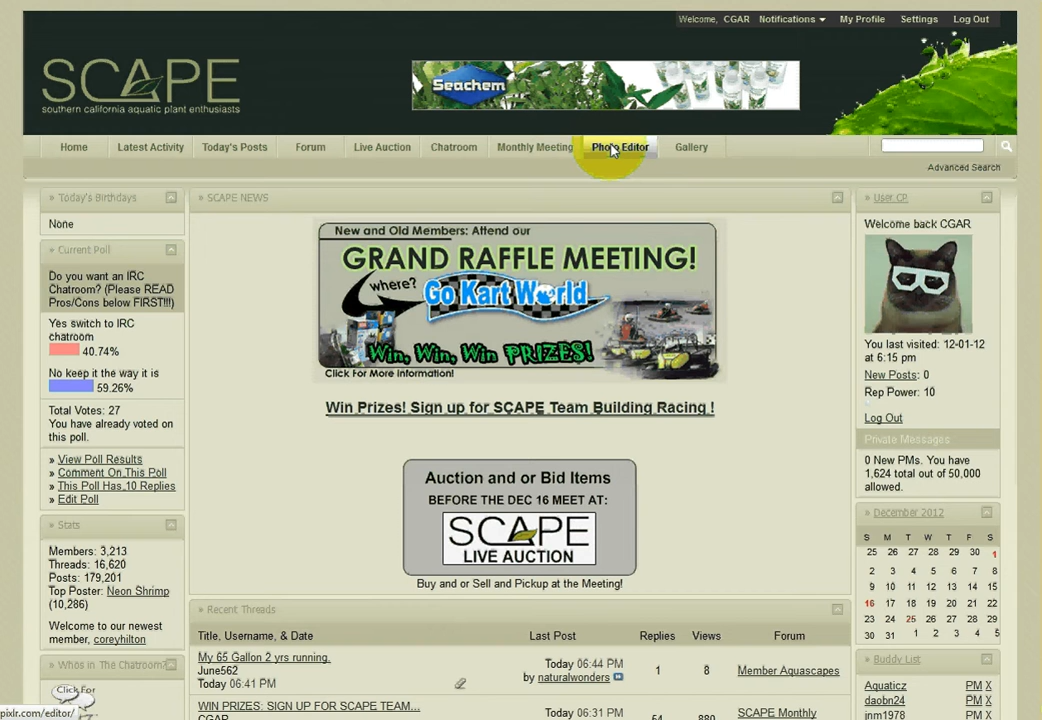 Welcome, CGAR Notifications My Profile Settings Log Out
SCAPE
southern california aquatic plant enthusiasts
Seachem
Home Latest Activity Today's Posts Forum Live Auction Chatroom Monthly Meeting Photo Editor Gallery
Advanced Search
» Today's Birthdays
None
» Current Poll
Do you want an IRC
Chatroom? (Please READ
Pros/Cons below FIRST!!!)
Yes switch to IRC
chatroom
40.74%
No keep it the way it is
59.26%
Total Votes: 27
You have already voted on
this poll.
» View Poll Results
» Comment On This Poll
» This Poll Has 10 Replies
» Edit Poll
» Stats
Members: 3,213
Threads: 16,620
Posts: 179,201
Top Poster: Neon Shrimp
(10,286)
Welcome to our newest
member, coreyhilton
» Whos in The Chatroom?
Click For
pixlr.com/editor/
» SCAPE NEWS
New and Old Members: Attend our
GRAND RAFFLE MEETING!
where?
Go Kart World
Win, Win, Win PRIZES!
Click For More Information!
Win Prizes! Sign up for SCAPE Team Building Racing !
Auction and or Bid Items
BEFORE THE DEC 16 MEET AT:
SCAPE
LIVE AUCTION
Buy and or Sell and Pickup at the Meeting!
» Recent Threads
Title, Username, & Date Last Post Replies Views Forum
My 65 Gallon 2 yrs running.
June562
Today 06:41 PM
Today 06:44 PM
by naturalwonders
1 8 Member Aquascapes
WIN PRIZES: SIGN UP FOR SCAPE TEAM...
CGAR
Today 06:31 PM
54 880 SCAPE Monthly
» User CP
Welcome back CGAR
You last visited: 12-01-12
at 6:15 pm
New Posts: 0
Rep Power: 10
Log Out
Private Messages
0 New PMs. You have
1,624 total out of 50,000
allowed.
» December 2012
S M T W T F S
25 26 27 28 29 30 1
2 3 4 5 6 7 8
9 10 11 12 13 14 15
16 17 18 19 20 21 22
23 24 25 26 27 28 29
30 31 1 2 3 4 5
» Buddy List
Aquaticz PM X
daobn24 PM X
jnm1978 PM X